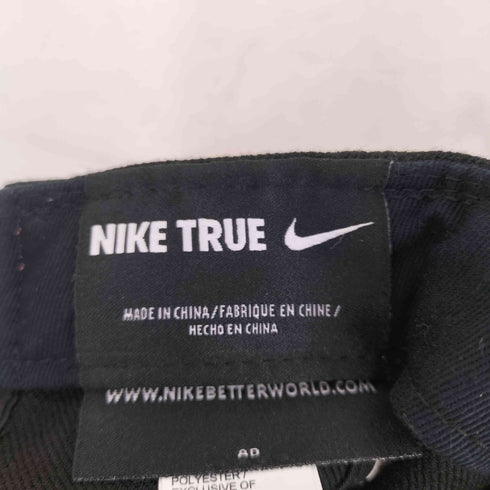 NIKE TRUE
MADE IN CHINA/FABRIQUE EN CHINE/
HECHO EN CHINA
WWW.NIKEBETTERWORLD.COM
AD
POLYESTER/
EXCLUSIVE OF